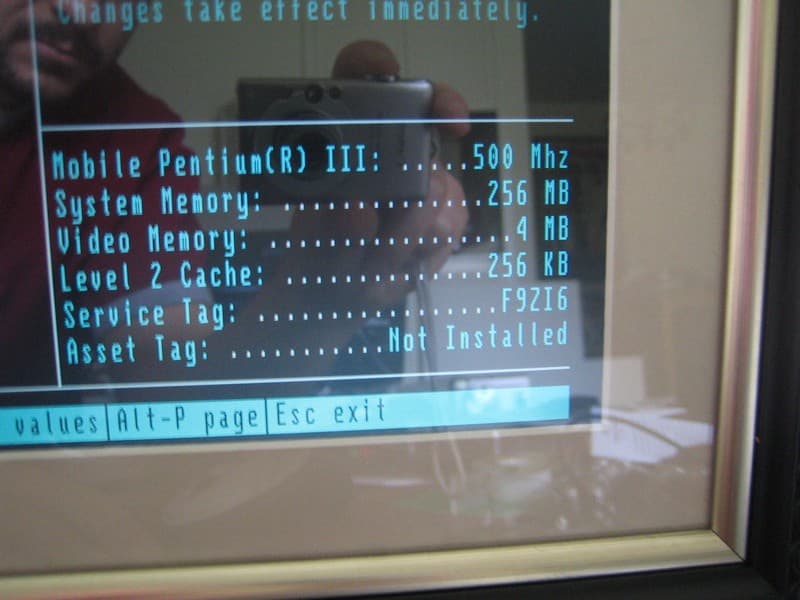 Changes take effect immediately.
Mobile Pentium(R) III: .....500 Mhz
System Memory: ...............256 MB
Video Memory: ..................4 MB
Level 2 Cache: ...............256 KB
Service Tag: ..................F9ZI6
Asset Tag: ............Not Installed
values Alt-P page Esc exit